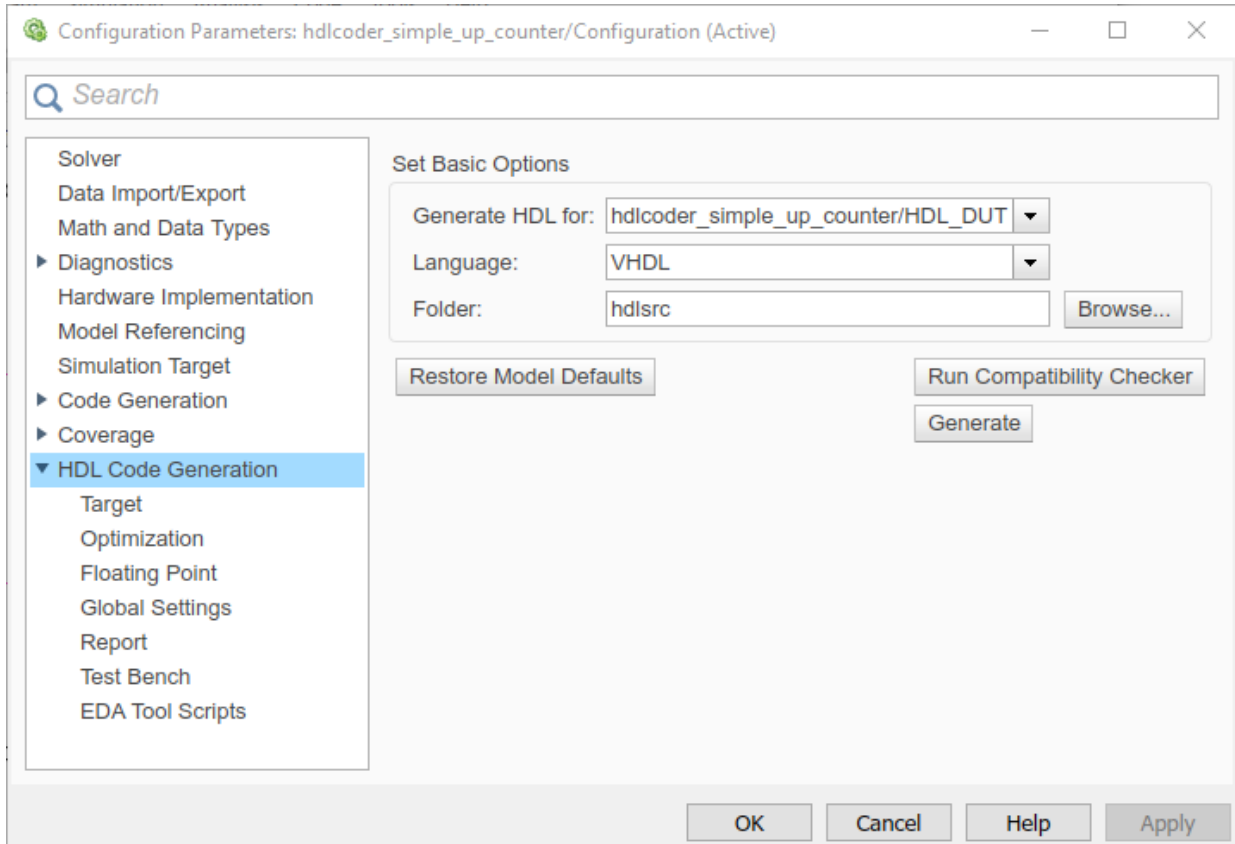 Configuration Parameters: hdlcoder_simple_up_counter/Configuration (Active)
Search
Solver
Data Import/Export
Math and Data Types
Diagnostics
Hardware Implementation
Model Referencing
Simulation Target
Code Generation
Coverage
HDL Code Generation
Target
Optimization
Floating Point
Global Settings
Report
Test Bench
EDA Tool Scripts
Set Basic Options
Generate HDL for: hdlcoder_simple_up_counter/HDL_DUT
Language: VHDL
Folder: hdlsrc Browse...
Restore Model Defaults Run Compatibility Checker
Generate
OK Cancel Help Apply